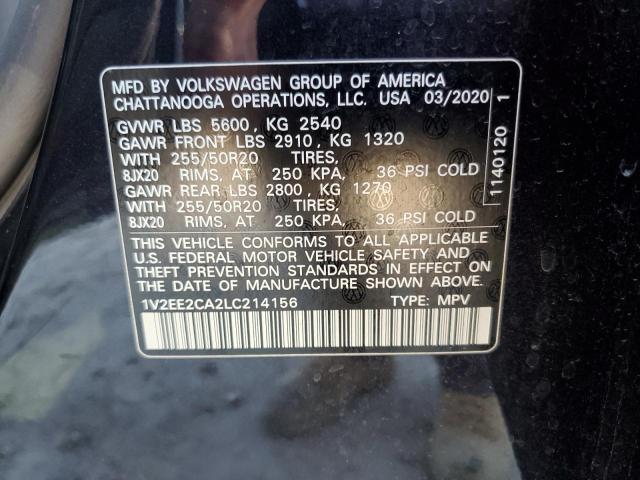 MFD BY VOLKSWAGEN GROUP OF AMERICA
CHATTANOOGA OPERATIONS, LLC. USA 03/2020
GVWR LBS 5600, KG 2540
GAWR FRONT LBS 2910, KG 1320
WITH 255/50R20 TIRES,
8JX20 RIMS, AT 250 KPA, 36 PSI COLD
GAWR REAR LBS 2800, KG 1270
WITH 255/50R20 TIRES,
8JX20 RIMS, AT 250 KPA, 36 PSI COLD
THIS VEHICLE CONFORMS TO ALL APPLICABLE
U.S. FEDERAL MOTOR VEHICLE SAFETY AND
THEFT PREVENTION STANDARDS IN EFFECT ON
THE DATE OF MANUFACTURE SHOWN ABOVE.
1V2EE2CA2LC214156 TYPE: MPV
1140120 1